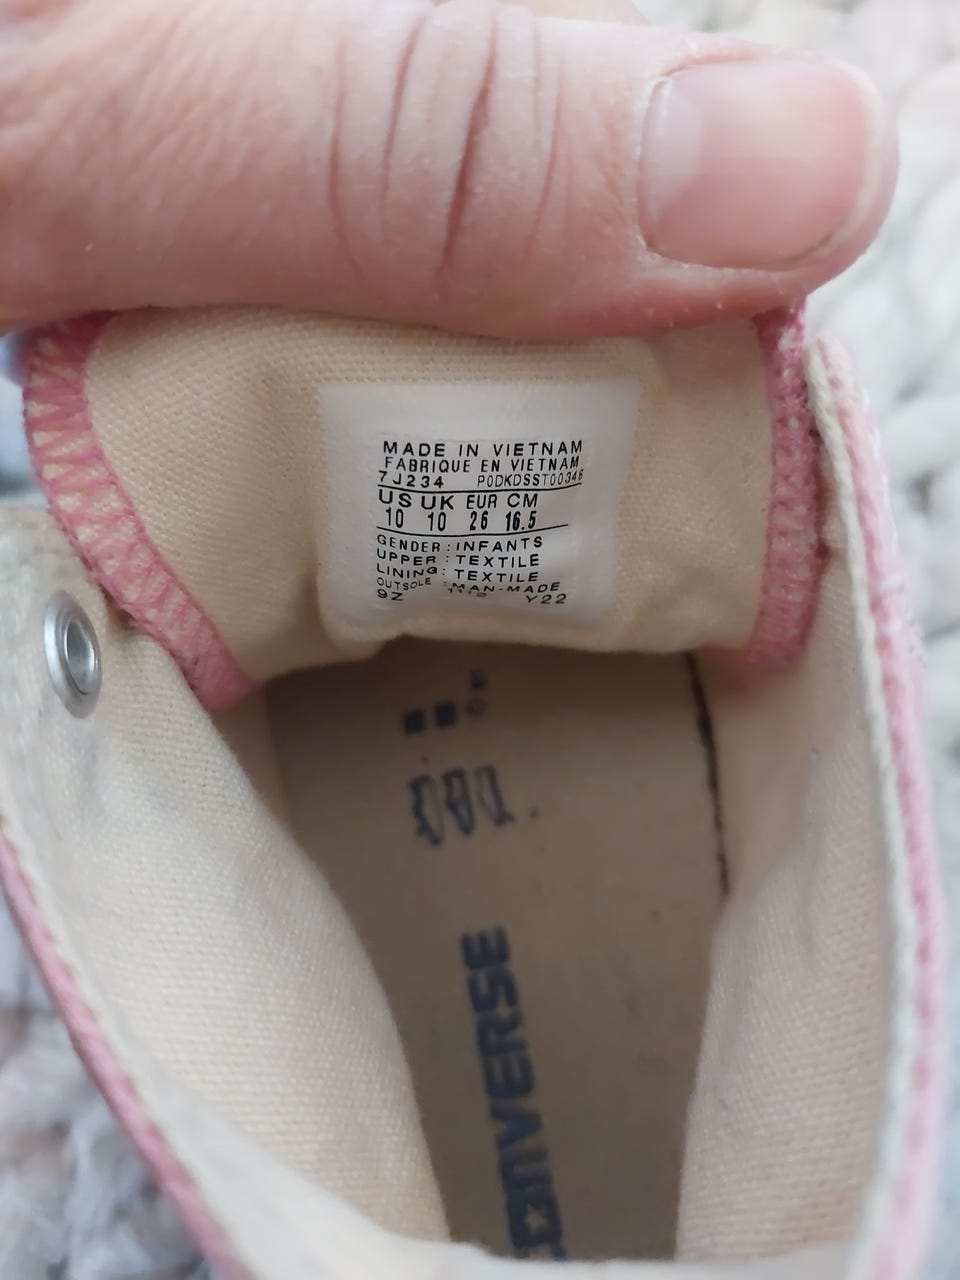 MADE IN VIETNAM
FABRIQUE EN VIETNAM
7J234 P0DKDSST00346
US UK EUR CM
10 10 26 16.5
GENDER : INFANTS
UPPER : TEXTILE
LINING : TEXTILE
OUTSOLE : MAN-MADE
9Z Y22
CONVERSE